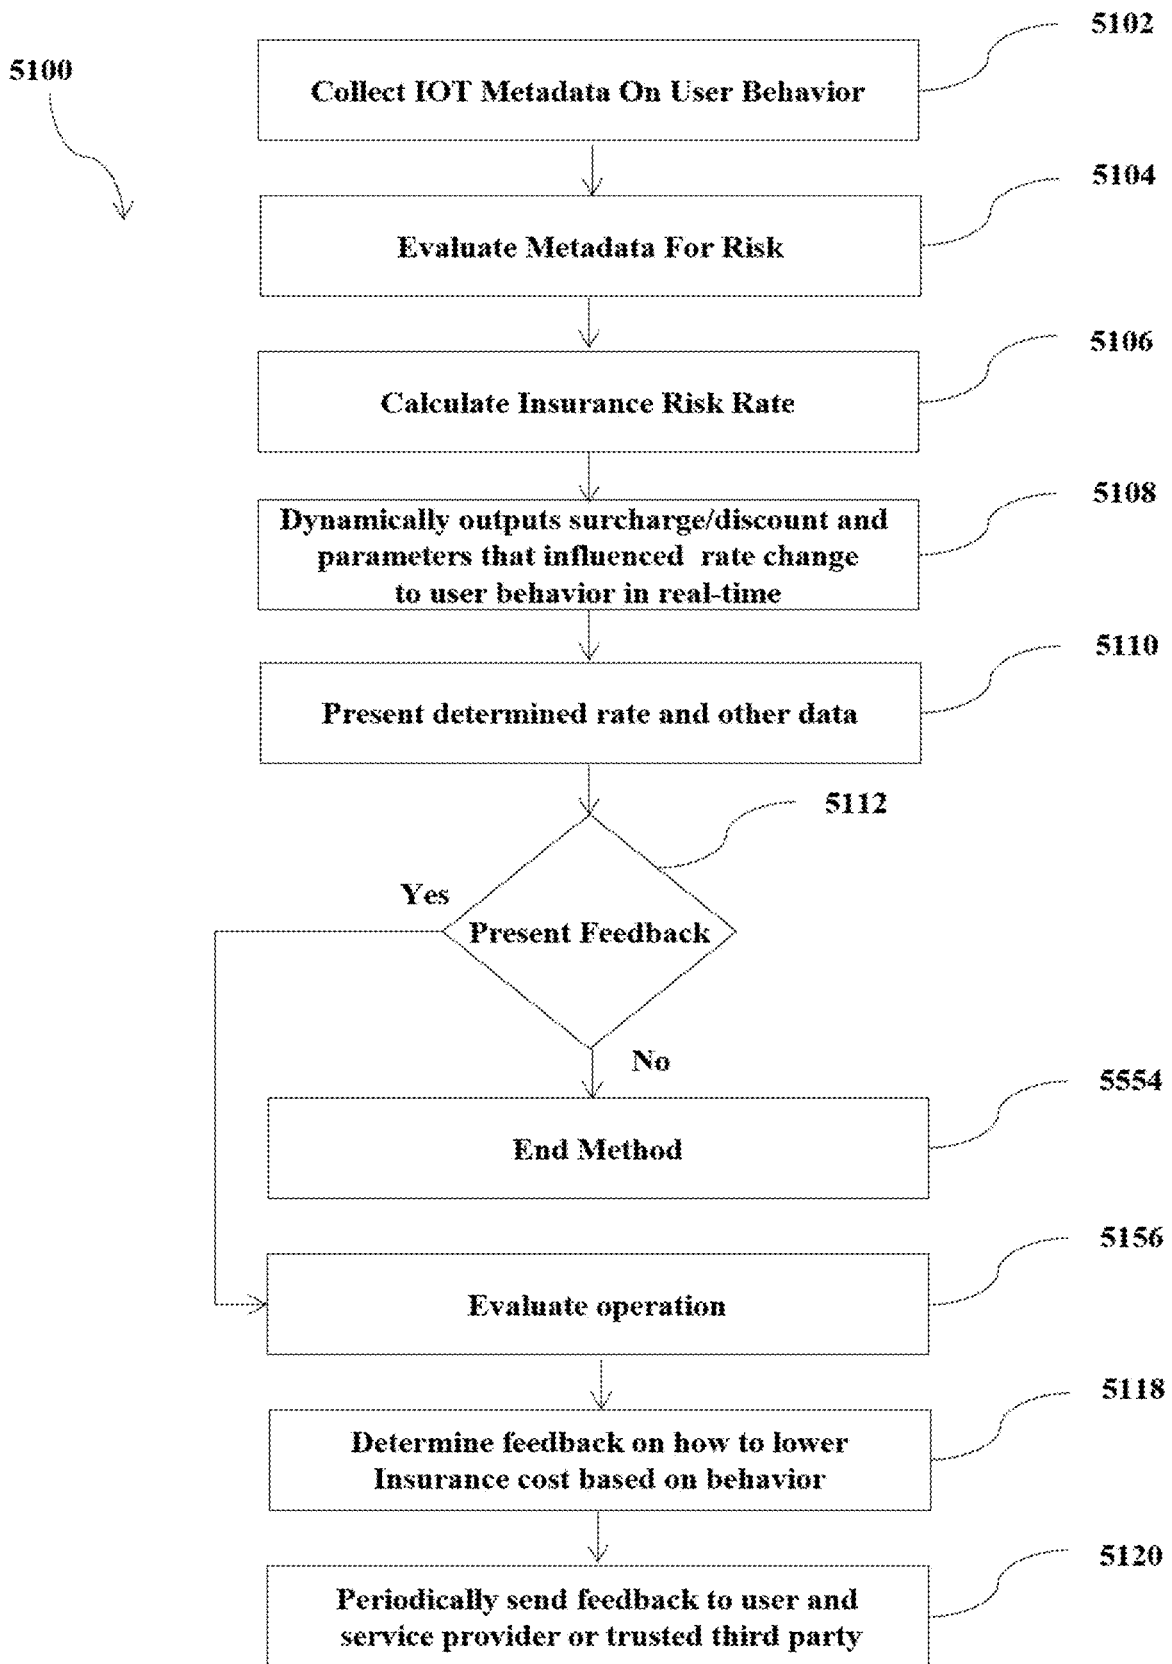 5102
5100
Collect IOT Metadata On User Behavior
5104
Evaluate Metadata For Risk
5106
Calculate Insurance Risk Rate
5108
Dynamically outputs surcharge/discount and
parameters that influenced rate change
to user behavior in real-time
5110
Present determined rate and other data
5112
Yes
Present Feedback
No
5554
End Method
5156
Evaluate operation
5118
Determine feedback on how to lower
Insurance cost based on behavior
5120
Periodically send feedback to user and
service provider or trusted third party